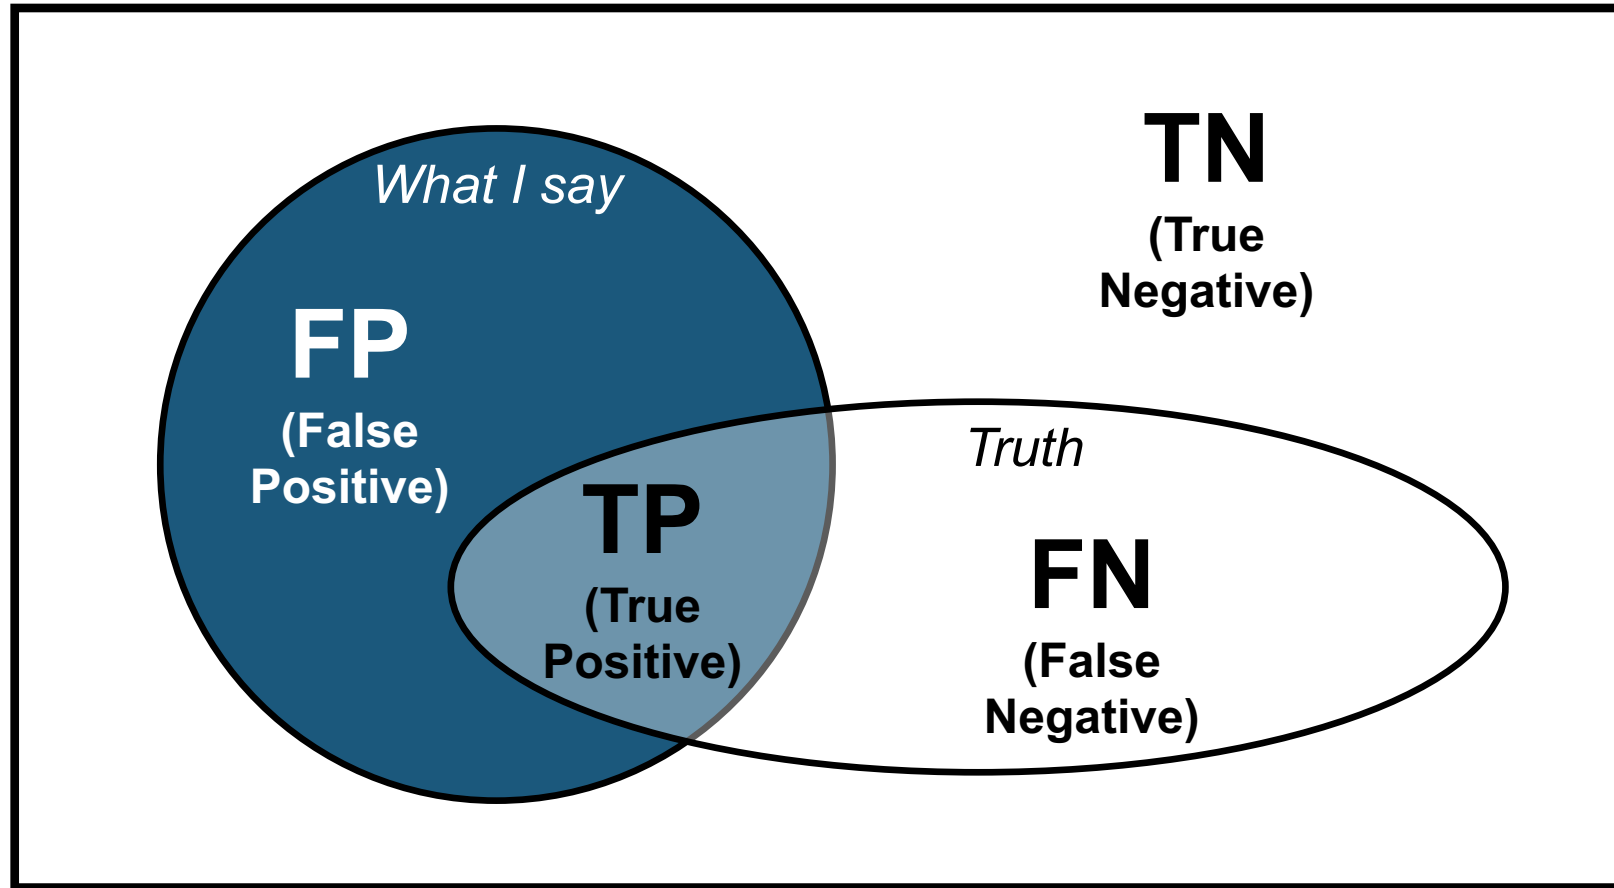 What I say
FP
(False
Positive)
TP
(True
Positive)
TN
(True
Negative)
Truth
FN
(False
Negative)